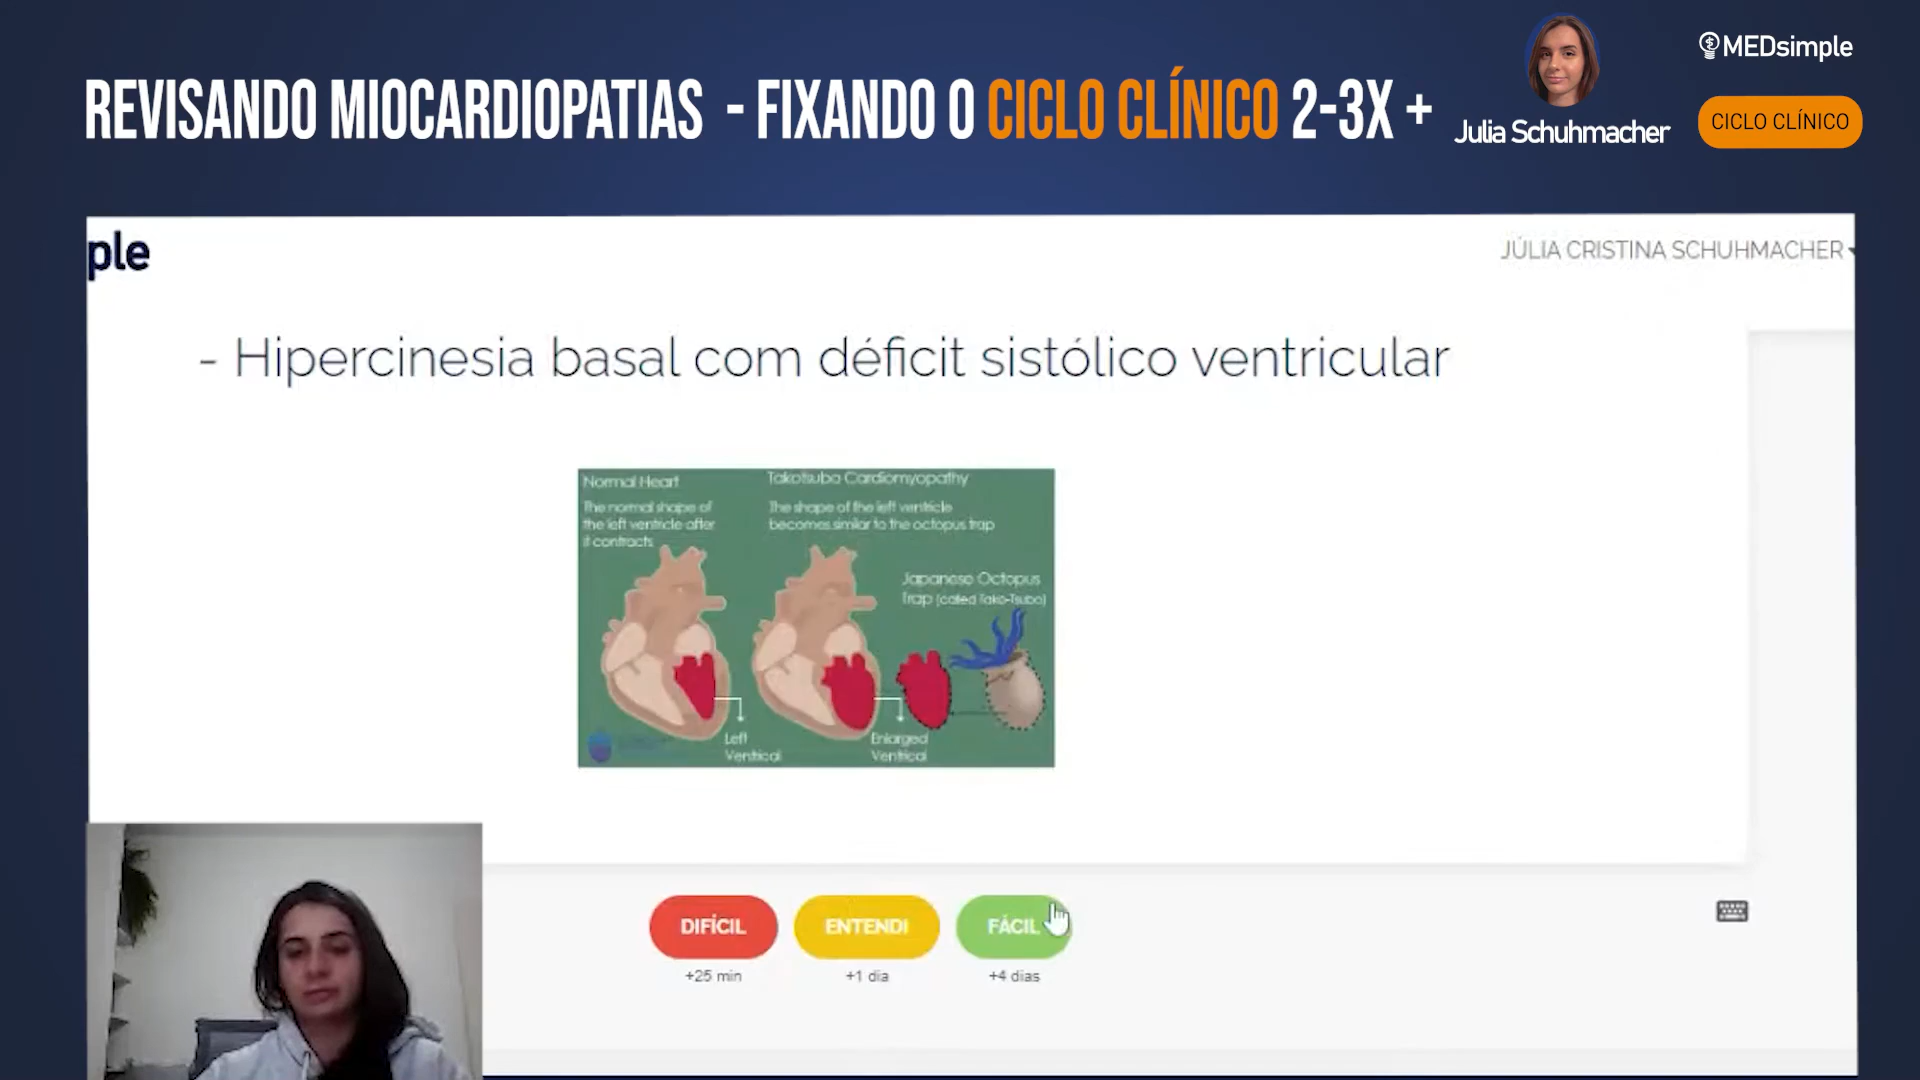 REVISANDO MIOCARDIOPATIAS - FIXANDO O CICLO CLÍNICO 2-3X +
Julia Schuhmacher
MEDsimple
CICLO CLÍNICO
ple
JÚLIA CRISTINA SCHUHMACHER
- Hipercinesia basal com déficit sistólico ventricular
Normal Heart
The normal shape of
the left ventricle after
it contracts
Takotsubo Cardiomyopathy
The shape of the left ventricle
becomes similar to the octopus trap
Japanese Octopus
Trap (called Tako-Tsubo)
Left
Ventrical
Enlarged
Ventrical
DIFÍCIL
+25 min
ENTENDI
+1 dia
FÁCIL
+4 dias